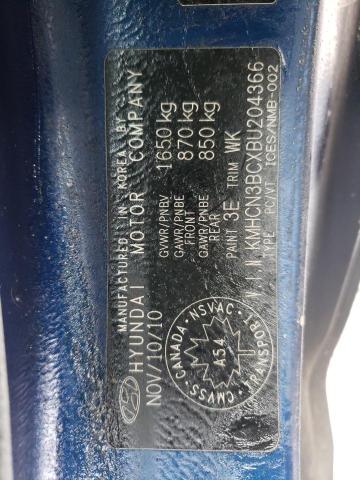 MANUFACTURED IN KOREA BY
HYUNDAI MOTOR COMPANY
NOV/10/10
GVWR/PNBV 1650 kg
GAWR/PNBE FRONT 870 kg
GAWR/PNBE REAR 850 kg
PAINT 3E TRIM WK
V.I.N. KMHCN3BCXBU204366
TYPE PC/VT ICES/NMB-002
CANADA NSVAC
A54
CMVSS TRANSPORT